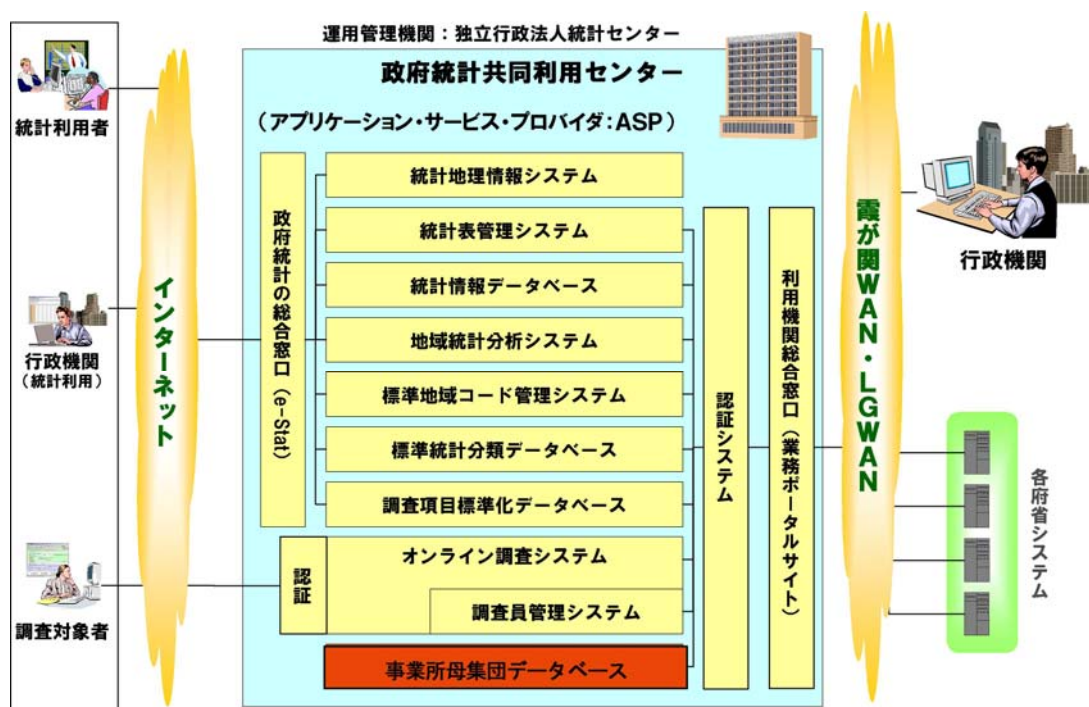 運用管理機関：独立行政法人統計センター
政府統計共同利用センター
（アプリケーション・サービス・プロバイダ：ASP）
統計利用者
行政機関
（統計利用）
調査対象者
インターネット
政府統計の総合窓口（e-Stat）
統計地理情報システム
統計表管理システム
統計情報データベース
地域統計分析システム
標準地域コード管理システム
標準統計分類データベース
調査項目標準化データベース
認証
オンライン調査システム
調査員管理システム
事業所母集団データベース
認証システム
利用機関総合窓口（業務ポータルサイト）
霞が関WAN・LGWAN
行政機関
各府省システム